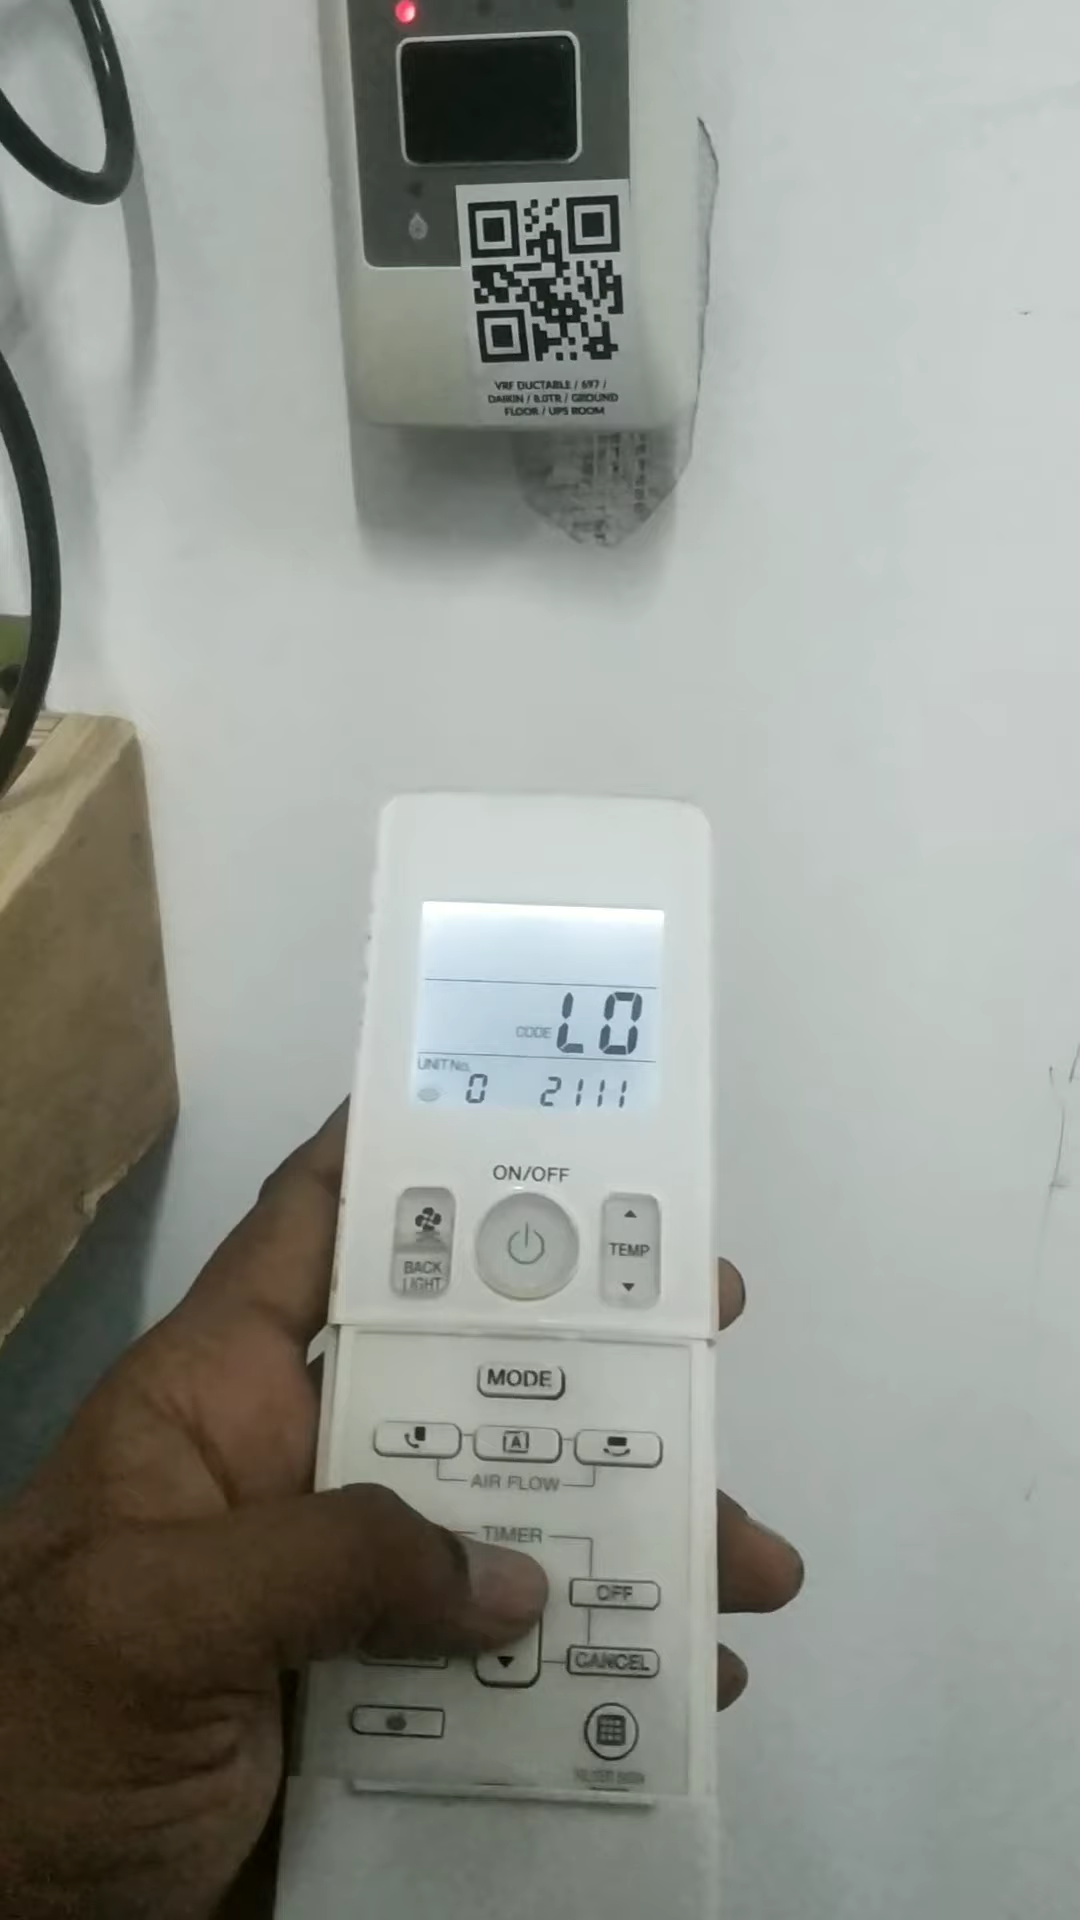 VRF DUCTABLE / 697 /
DAIKIN / 8.0TR / GROUND
FLOOR / UPS ROOM
CODE L0
UNIT No.
0 2111
ON/OFF
BACK
LIGHT
TEMP
MODE
A
AIR FLOW
TIMER
OFF
CANCEL